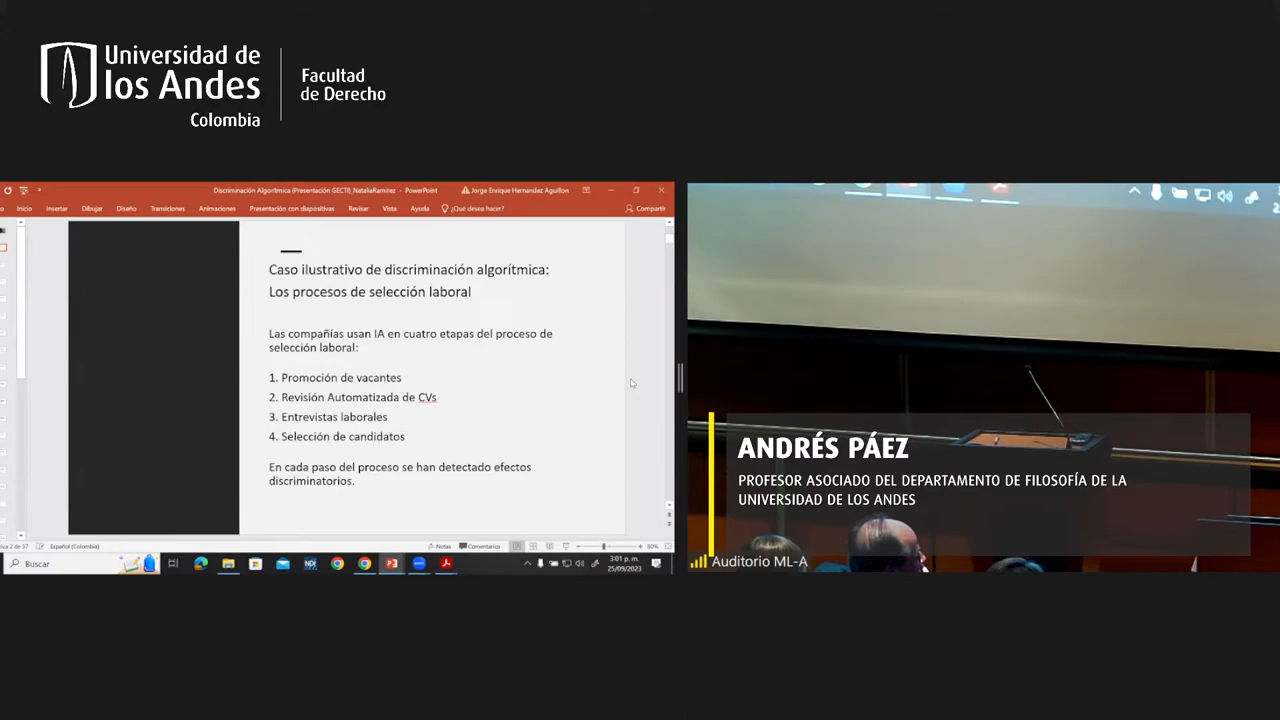 Universidad de
los Andes
Colombia
Facultad
de Derecho
Discriminación Algorítmica (Presentación GECTI)_NataliaRamirez - PowerPoint
Jorge Enrique Hernandez Aguillon
Inicio Insertar Dibujar Diseño Transiciones Animaciones Presentación con diapositivas Revisar Vista Ayuda ¿Qué desea hacer? Compartir
Caso ilustrativo de discriminación algorítmica:
Los procesos de selección laboral
Las compañías usan IA en cuatro etapas del proceso de
selección laboral:
1. Promoción de vacantes
2. Revisión Automatizada de CVs
3. Entrevistas laborales
4. Selección de candidatos
En cada paso del proceso se han detectado efectos
discriminatorios.
2 de 37 Español (Colombia) Notas Comentarios 80%
Buscar
3:01 p. m.
25/09/2023
ANDRÉS PÁEZ
PROFESOR ASOCIADO DEL DEPARTAMENTO DE FILOSOFÍA DE LA
UNIVERSIDAD DE LOS ANDES
Auditorio ML-A